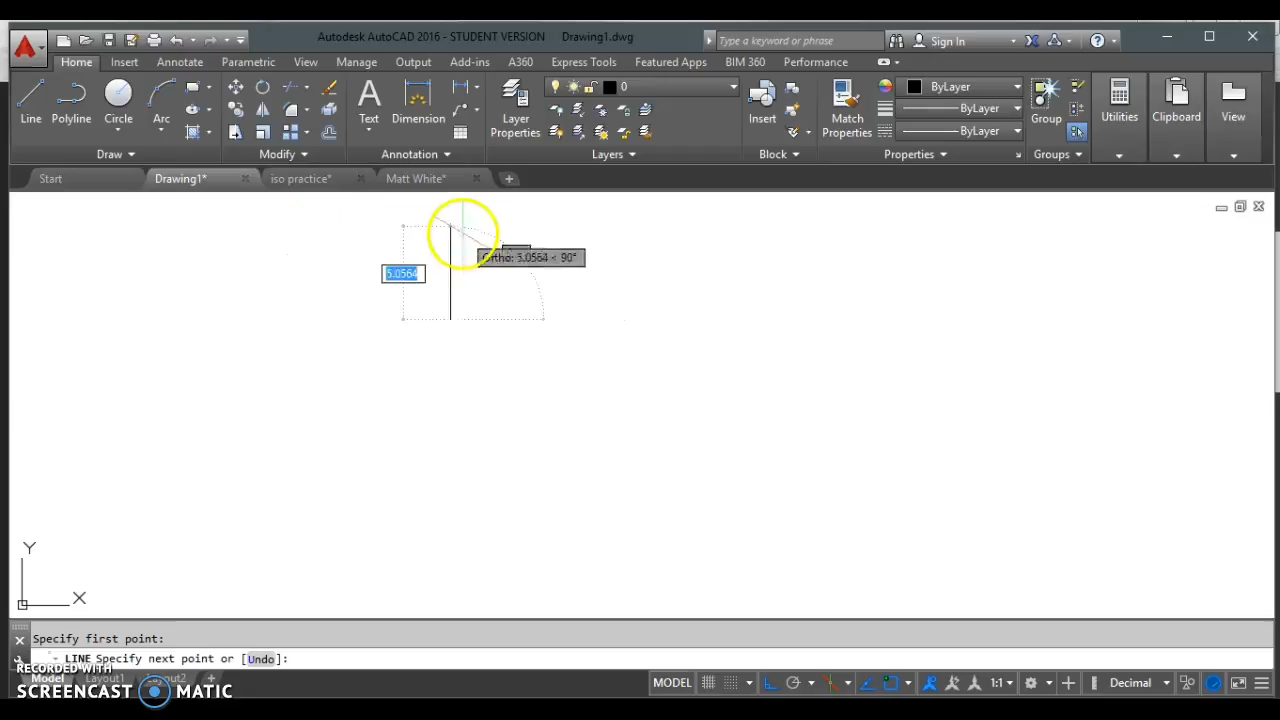 Autodesk AutoCAD 2016 - STUDENT VERSION Drawing1.dwg
Type a keyword or phrase
Sign In
Home Insert Annotate Parametric View Manage Output Add-ins A360 Express Tools Featured Apps BIM 360 Performance
0
ByLayer
ByLayer
ByLayer
Line Polyline Circle Arc Text Dimension Layer Properties Insert Match Properties Group Utilities Clipboard View
Draw Modify Annotation Layers Block Properties Groups
Start Drawing1* iso practice* Matt White*
Ortho: 5.0564 < 90°
5.0564
Y
X
Specify first point:
LINE Specify next point or [Undo]:
RECORDED WITH
Model Layout1 Layout2
SCREENCAST MATIC
MODEL 1:1 Decimal